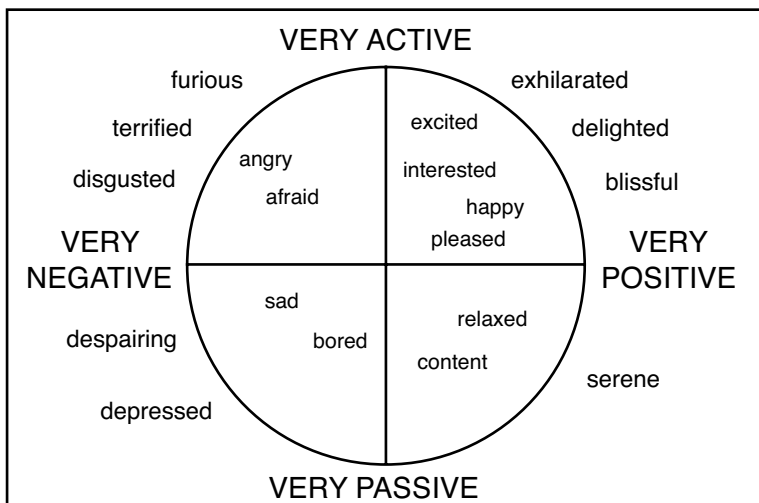 VERY ACTIVE
furious
exhilarated
terrified
excited
delighted
angry
interested
disgusted
afraid
happy
blissful
pleased
VERY
NEGATIVE
VERY
POSITIVE
sad
relaxed
despairing
bored
content
serene
depressed
VERY PASSIVE